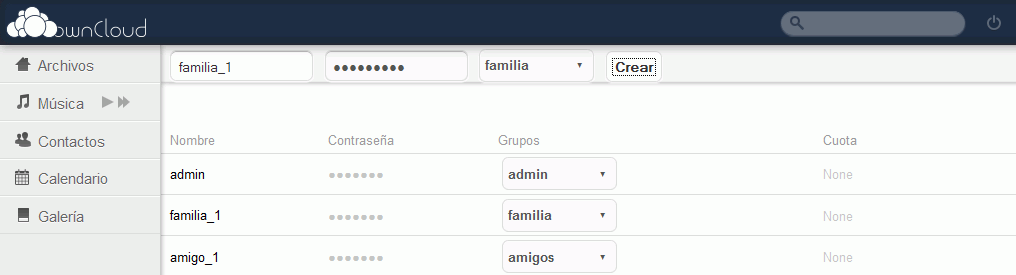 ownCloud
Archivos
Música
Contactos
Calendario
Galería
familia_1 ●●●●●●●●● familia Crear
Nombre Contraseña Grupos Cuota
admin ●●●●●●● admin None
familia_1 ●●●●●●● familia None
amigo_1 ●●●●●●● amigos None